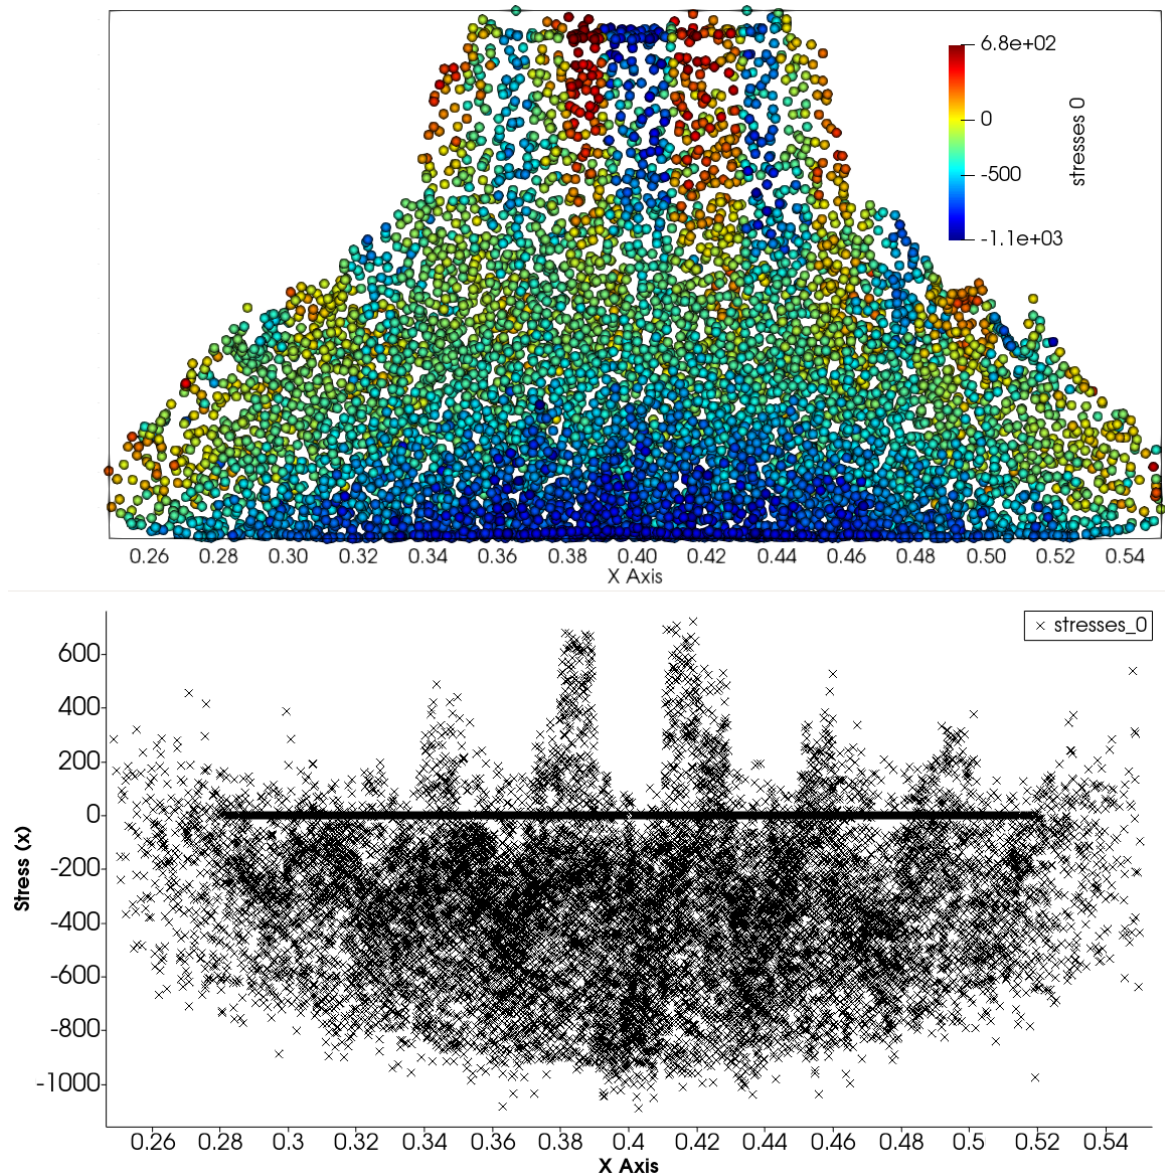 6.8e+02
0
-500
-1.1e+03
stresses 0
0.26 0.28 0.30 0.32 0.34 0.36 0.38 0.40 0.42 0.44 0.46 0.48 0.50 0.52 0.54
X Axis
× stresses_0
600
400
200
0
-200
-400
-600
-800
-1000
Stress (x)
0.26 0.28 0.3 0.32 0.34 0.36 0.38 0.4 0.42 0.44 0.46 0.48 0.5 0.52 0.54
X Axis